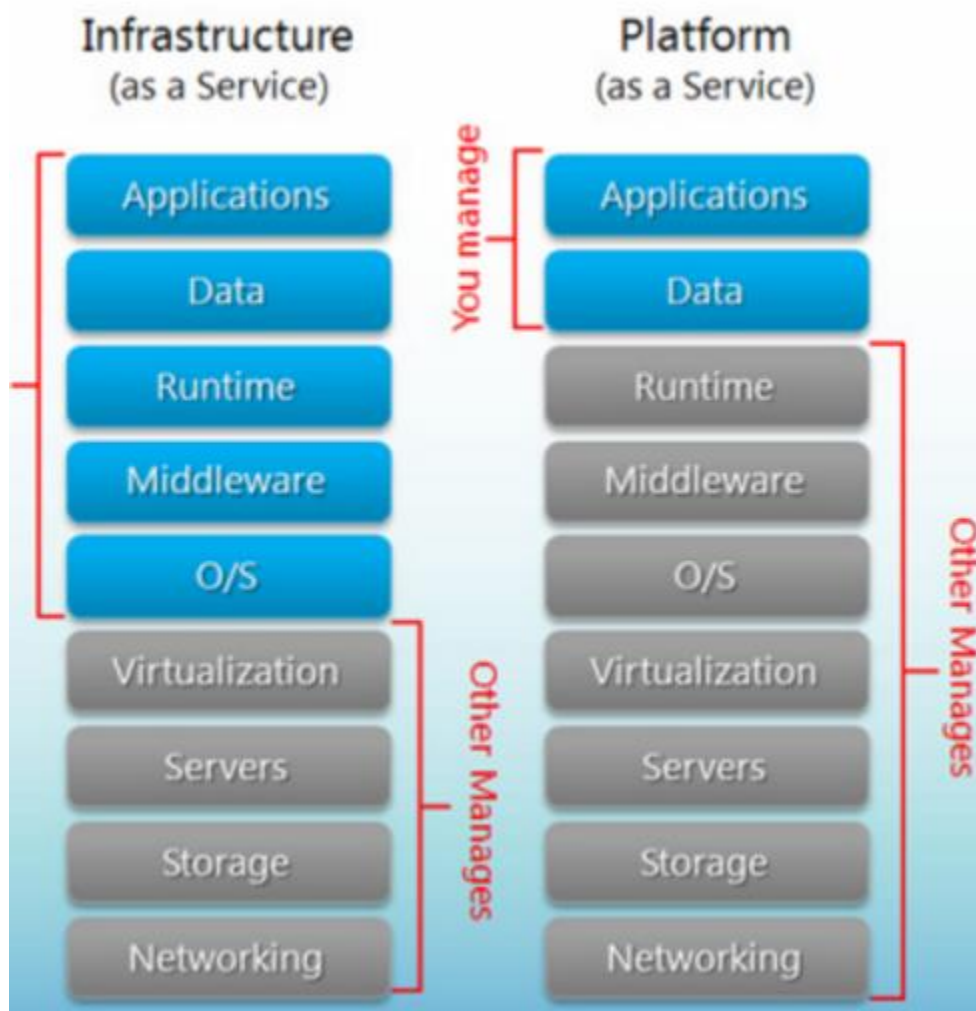 Infrastructure
(as a Service)
Applications
Data
Runtime
Middleware
O/S
Virtualization
Servers
Storage
Networking
Other Manages
Platform
(as a Service)
You manage
Applications
Data
Runtime
Middleware
O/S
Virtualization
Servers
Storage
Networking
Other Manages